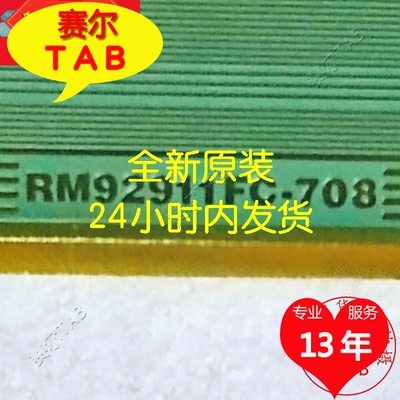 赛尔
TAB
全新原装
RM92911FC-708
24小时内发货
专业 服务
13年